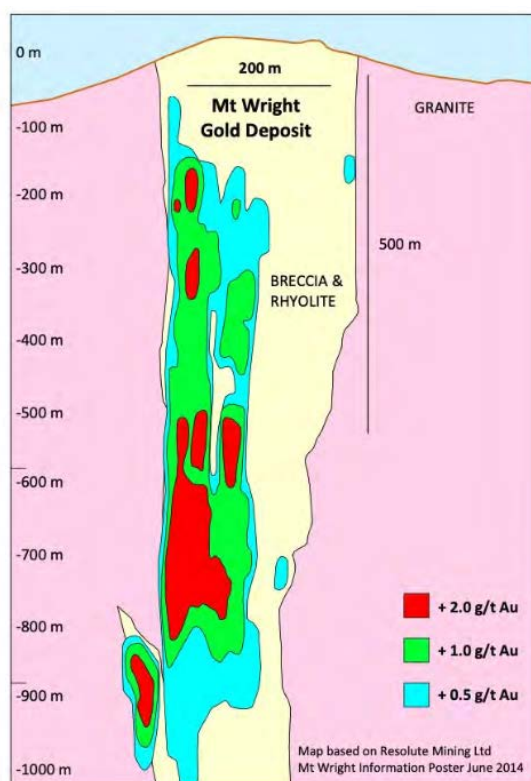 0 m
200 m
Mt Wright
Gold Deposit
GRANITE
-100 m
-200 m
500 m
-300 m
BRECCIA &
RHYOLITE
-400 m
-500 m
-600 m
-700 m
+ 2.0 g/t Au
-800 m
+ 1.0 g/t Au
-900 m
+ 0.5 g/t Au
Map based on Resolute Mining Ltd
Mt Wright Information Poster June 2014
-1000 m